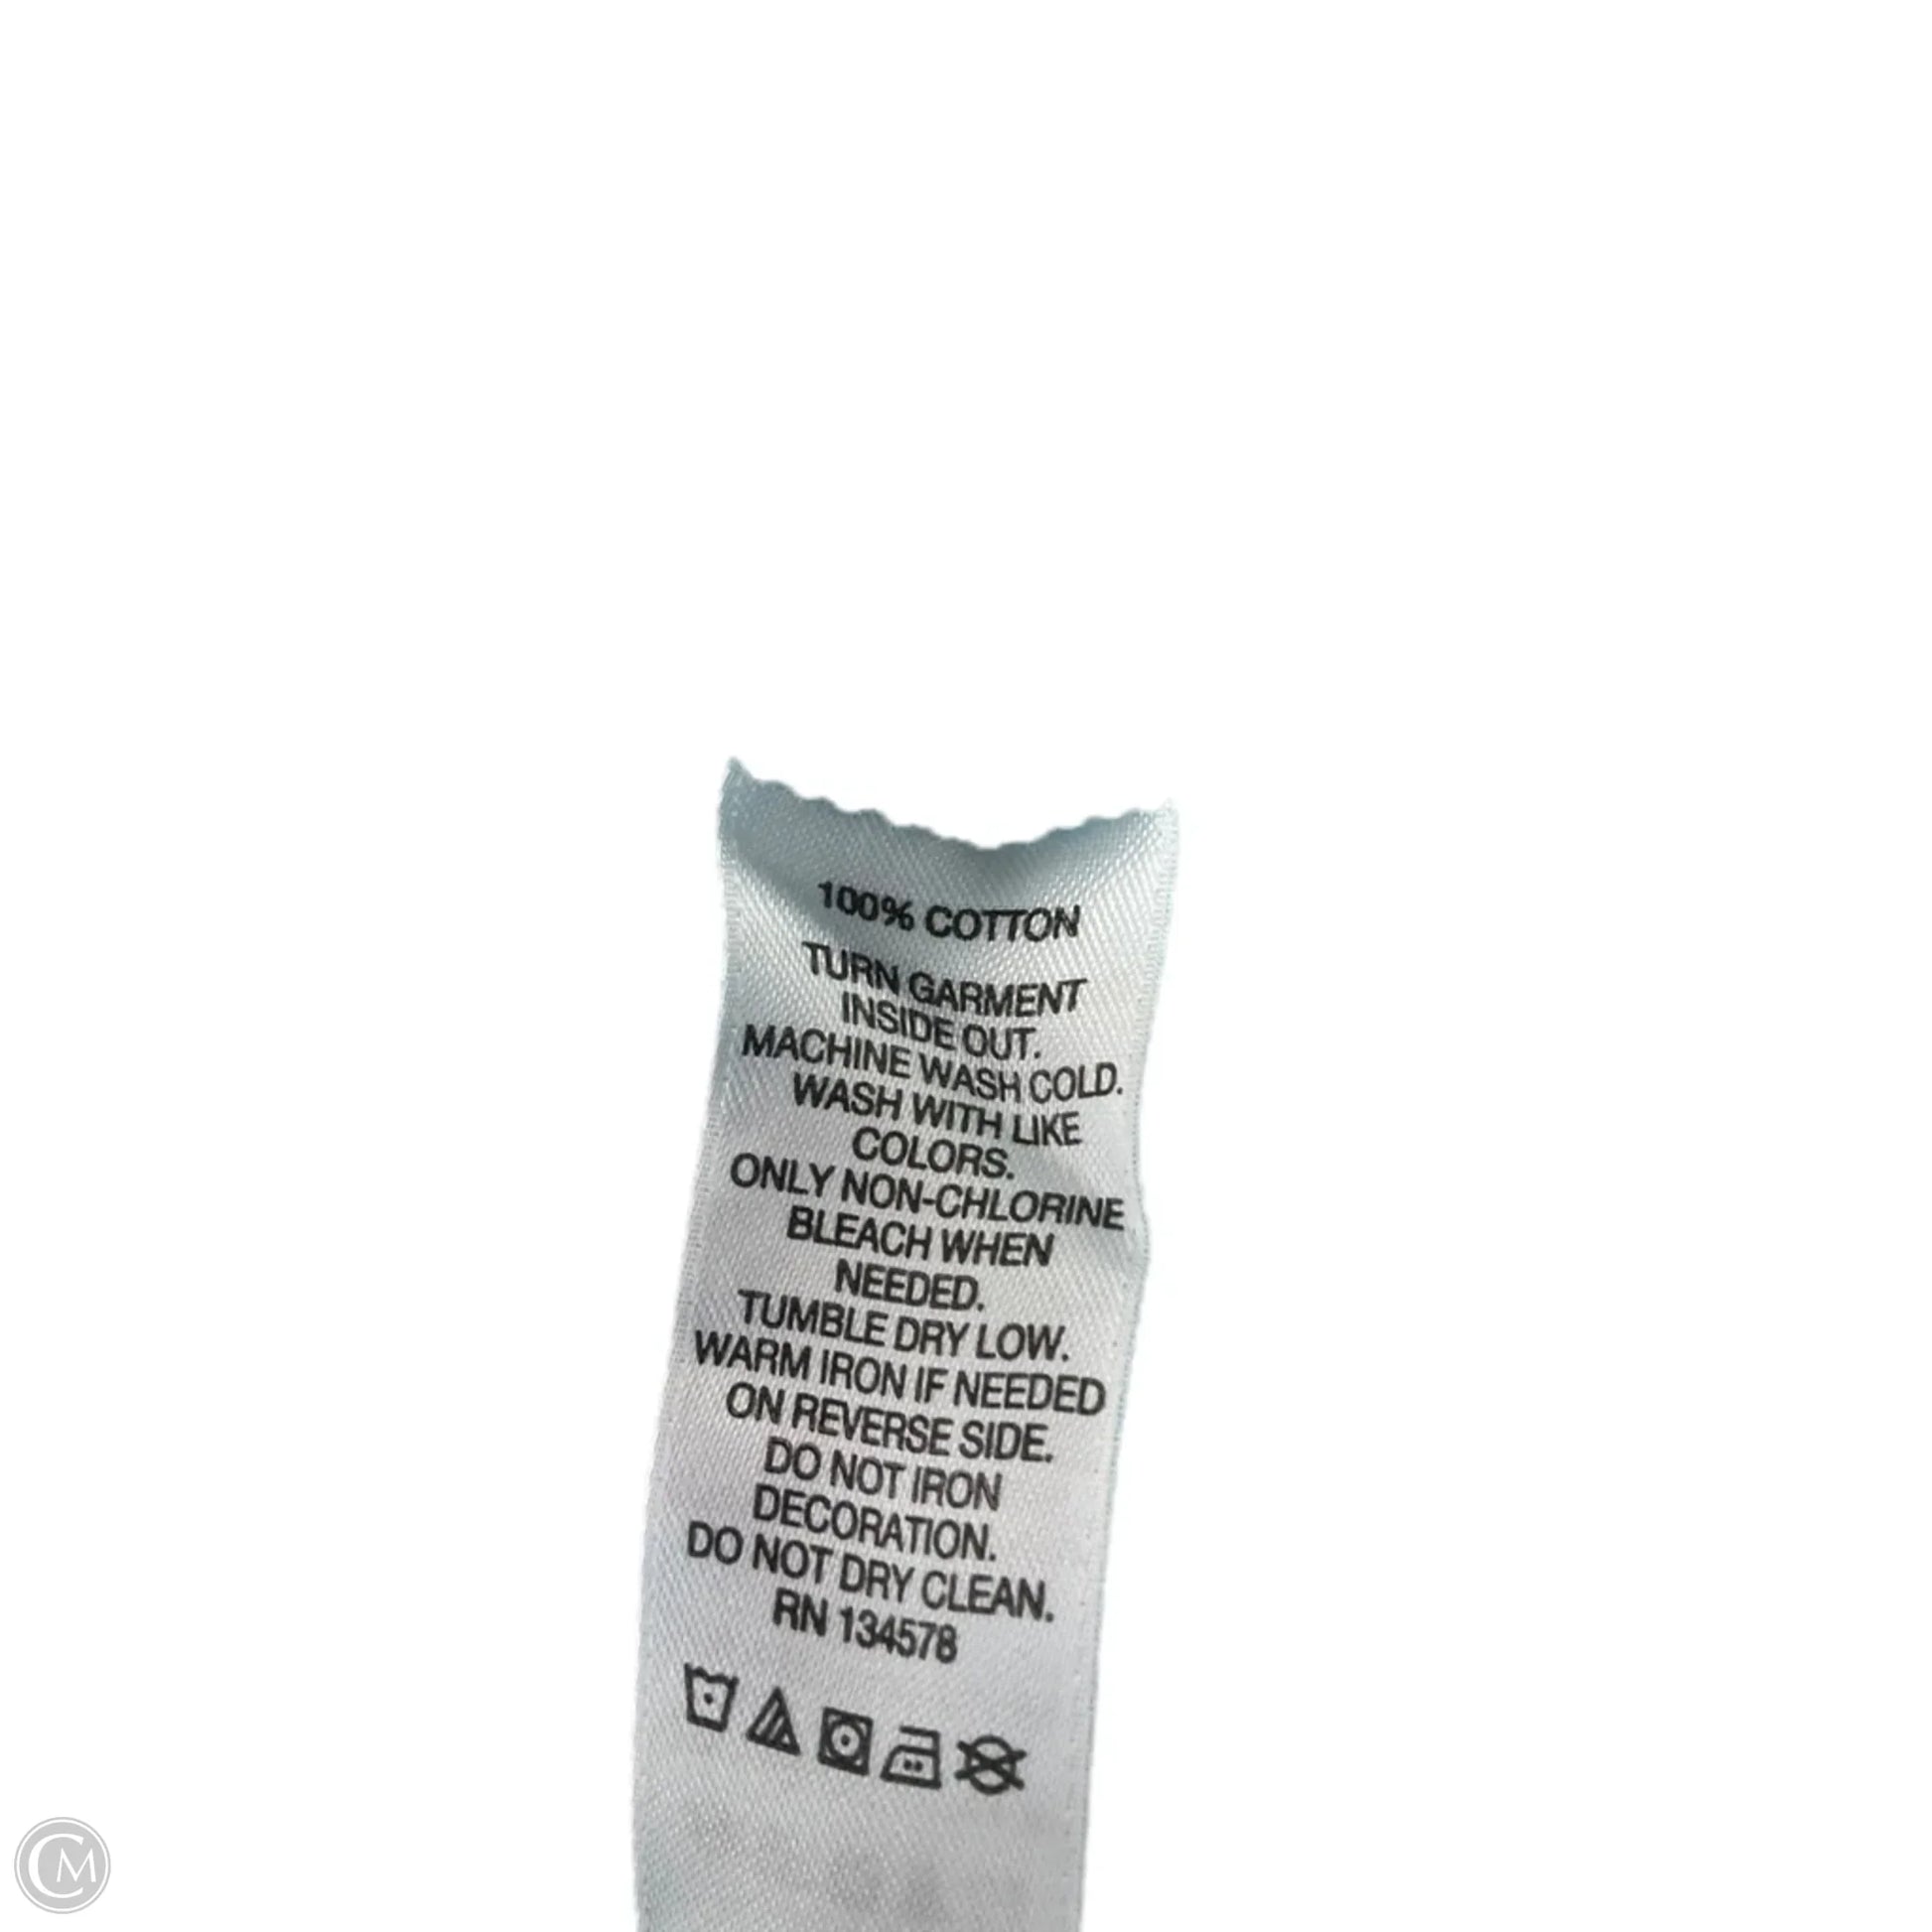 100% COTTON
TURN GARMENT
INSIDE OUT.
MACHINE WASH COLD.
WASH WITH LIKE
COLORS.
ONLY NON-CHLORINE
BLEACH WHEN
NEEDED.
TUMBLE DRY LOW.
WARM IRON IF NEEDED
ON REVERSE SIDE.
DO NOT IRON
DECORATION.
DO NOT DRY CLEAN.
RN 134578
CM